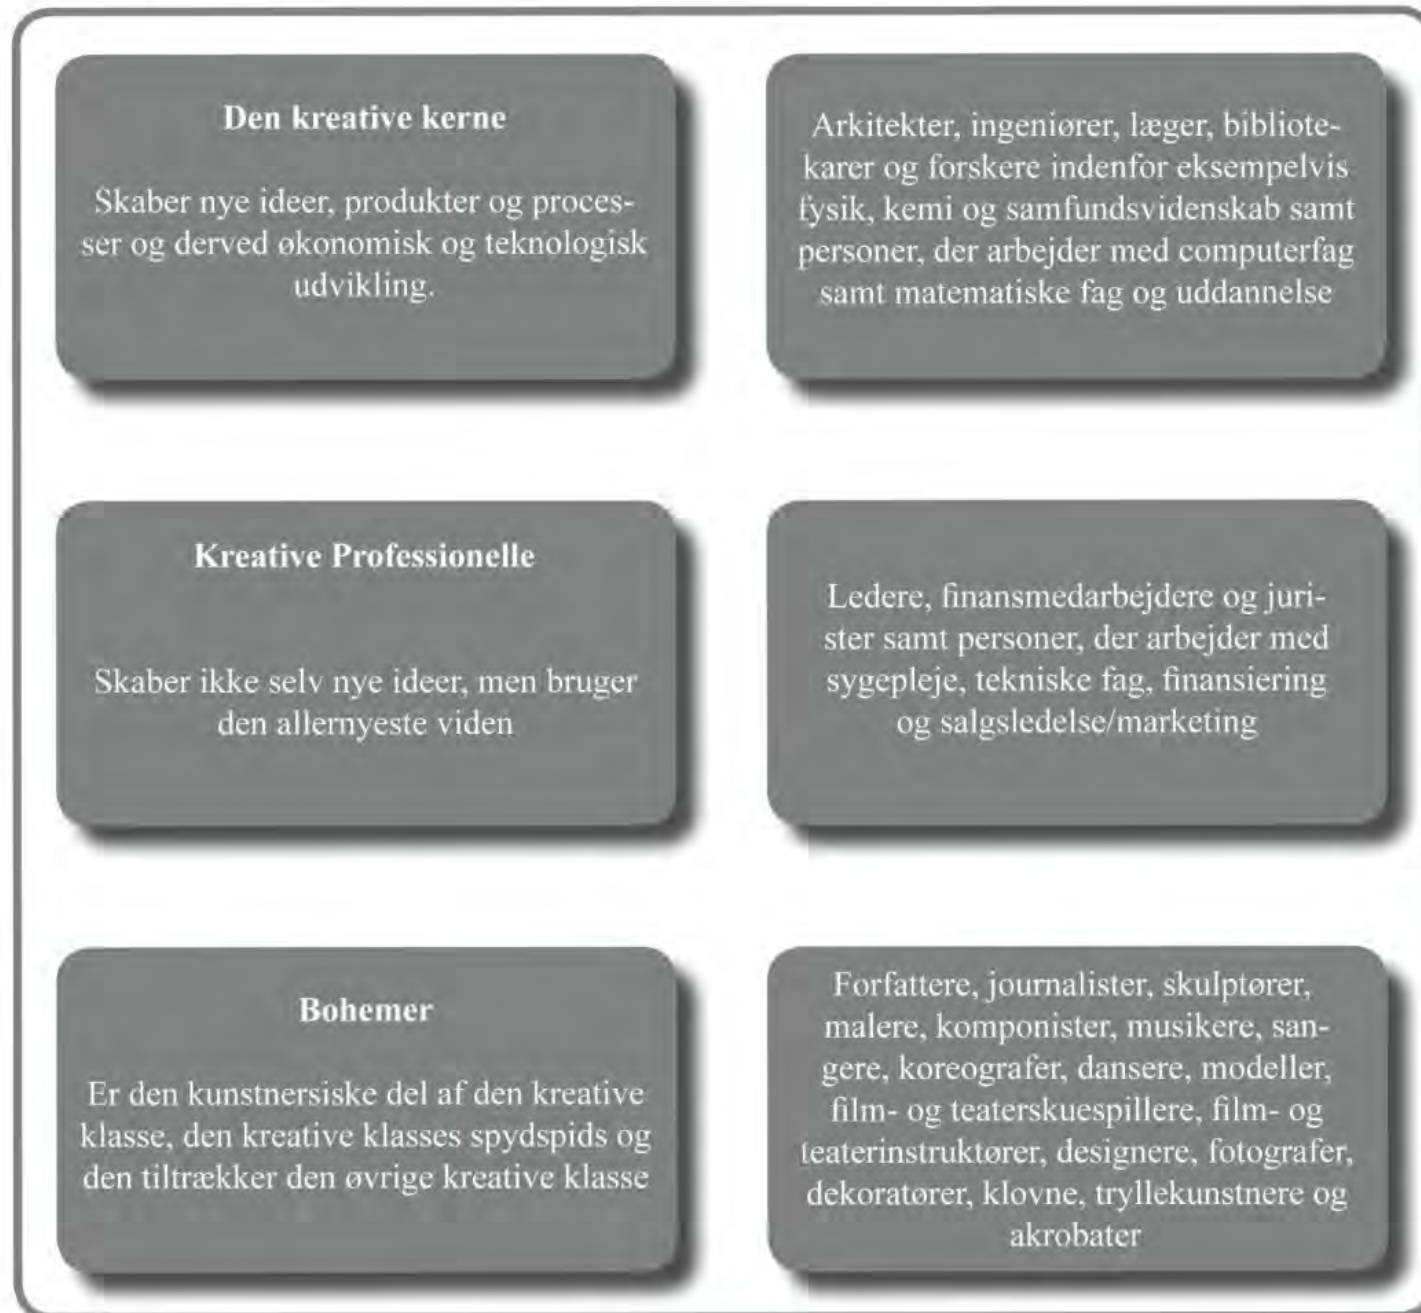 Den kreative kerne
Skaber nye ideer, produkter og proces-
ser og derved økonomisk og teknologisk
udvikling.
Arkitekter, ingeniører, læger, bibliote-
karer og forskere indenfor eksempelvis
fysik, kemi og samfundsvidenskab samt
personer, der arbejder med computerfag
samt matematiske fag og uddannelse
Kreative Professionelle
Skaber ikke selv nye ideer, men bruger
den allernyeste viden
Ledere, finansmedarbejdere og juri-
ster samt personer, der arbejder med
sygepleje, tekniske fag, finansiering
og salgsledelse/marketing
Bohemer
Er den kunstnersiske del af den kreative
klasse, den kreative klasses spydspids og
den tiltrækker den øvrige kreative klasse
Forfattere, journalister, skulptører,
malere, komponister, musikere, san-
gere, koreografer, dansere, modeller,
film- og teaterskuespillere, film- og
teaterinstruktører, designere, fotografer,
dekoratører, klovne, tryllekunstnere og
akrobater